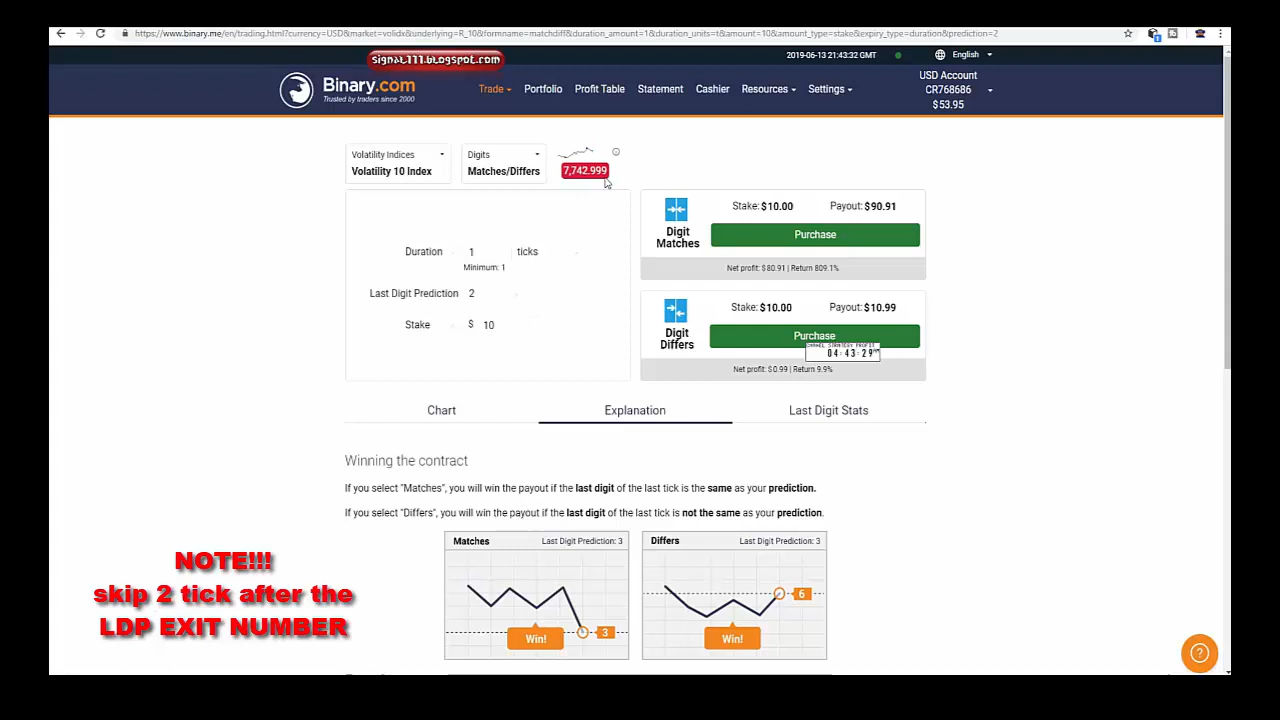 https://www.binary.me/en/trading.html?currency=USD&market=volidx&underlying=R_10&formname=matchdiff&duration_amount=1&duration_units=t&amount=10&amount_type=stake&expiry_type=duration&prediction=2
signal111.blogspot.com
2019-06-13 21:43:32 GMT
English
Binary.com
Trusted by traders since 2000
Trade
Portfolio
Profit Table
Statement
Cashier
Resources
Settings
USD Account
CR768686
$53.95
Volatility Indices
Volatility 10 Index
Digits
Matches/Differs
7,742.999
Duration 1 ticks
Minimum: 1
Last Digit Prediction 2
Stake $ 10
Digit
Matches
Stake: $10.00 Payout: $90.91
Purchase
Net profit: $80.91 | Return 809.1%
Digit
Differs
Stake: $10.00 Payout: $10.99
Purchase
CHANEL STRATEGY PROFIT
04:43:29
Net profit: $0.99 | Return 9.9%
Chart
Explanation
Last Digit Stats
Winning the contract
If you select "Matches", you will win the payout if the last digit of the last tick is the same as your prediction.
If you select "Differs", you will win the payout if the last digit of the last tick is not the same as your prediction.
Matches Last Digit Prediction: 3
3
Win!
Differs Last Digit Prediction: 3
6
Win!
NOTE!!!
skip 2 tick after the
LDP EXIT NUMBER
?